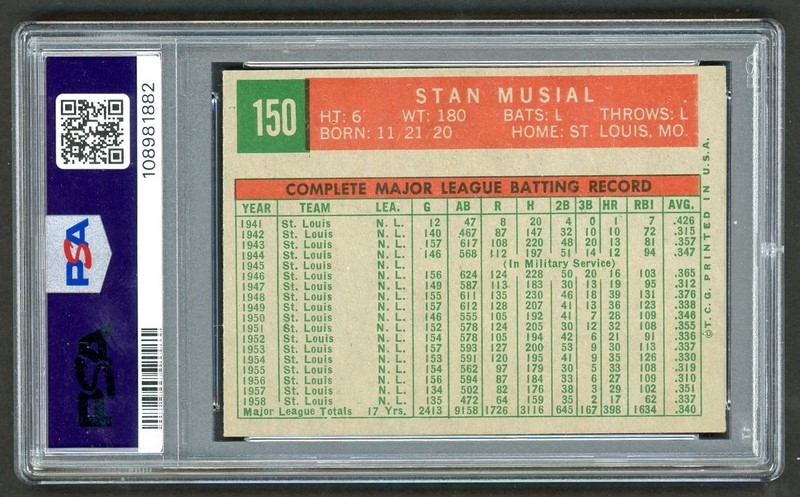 PSA
108981882
PSA
150
STAN MUSIAL
HT: 6' WT: 180 BATS: L THROWS: L
BORN: 11/21/20 HOME: ST. LOUIS, MO.
COMPLETE MAJOR LEAGUE BATTING RECORD
YEAR TEAM LEA. G AB R H 2B 3B HR RBI AVG.
1941 St. Louis N. L. 12 47 8 20 4 0 1 7 .426
1942 St. Louis N. L. 140 467 87 147 32 10 10 72 .315
1943 St. Louis N. L. 157 617 108 220 48 20 13 81 .357
1944 St. Louis N. L. 146 568 112 197 51 14 12 94 .347
1945 St. Louis N. L. (In Military Service)
1946 St. Louis N. L. 156 624 124 228 50 20 16 103 .365
1947 St. Louis N. L. 149 587 113 183 30 13 19 95 .312
1948 St. Louis N. L. 155 611 135 230 46 18 39 131 .376
1949 St. Louis N. L. 157 612 128 207 41 13 36 123 .338
1950 St. Louis N. L. 146 555 105 192 41 7 28 109 .346
1951 St. Louis N. L. 152 578 124 205 30 12 32 108 .355
1952 St. Louis N. L. 154 578 105 194 42 6 21 91 .336
1953 St. Louis N. L. 157 593 127 200 53 9 30 113 .337
1954 St. Louis N. L. 153 591 120 195 41 9 35 126 .330
1955 St. Louis N. L. 154 562 97 179 30 5 33 108 .319
1956 St. Louis N. L. 156 594 87 184 33 6 27 109 .310
1957 St. Louis N. L. 134 502 82 176 38 3 29 102 .351
1958 St. Louis N. L. 135 472 64 159 35 2 17 62 .337
Major League Totals 17 Yrs. 2413 9158 1726 3116 645 167 398 1634 .340
©T.C.G. PRINTED IN U.S.A.